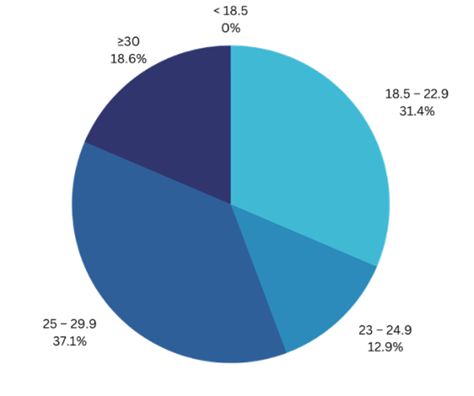 < 18.5
0%
≥30
18.6%
18.5 – 22.9
31.4%
25 – 29.9
37.1%
23 – 24.9
12.9%